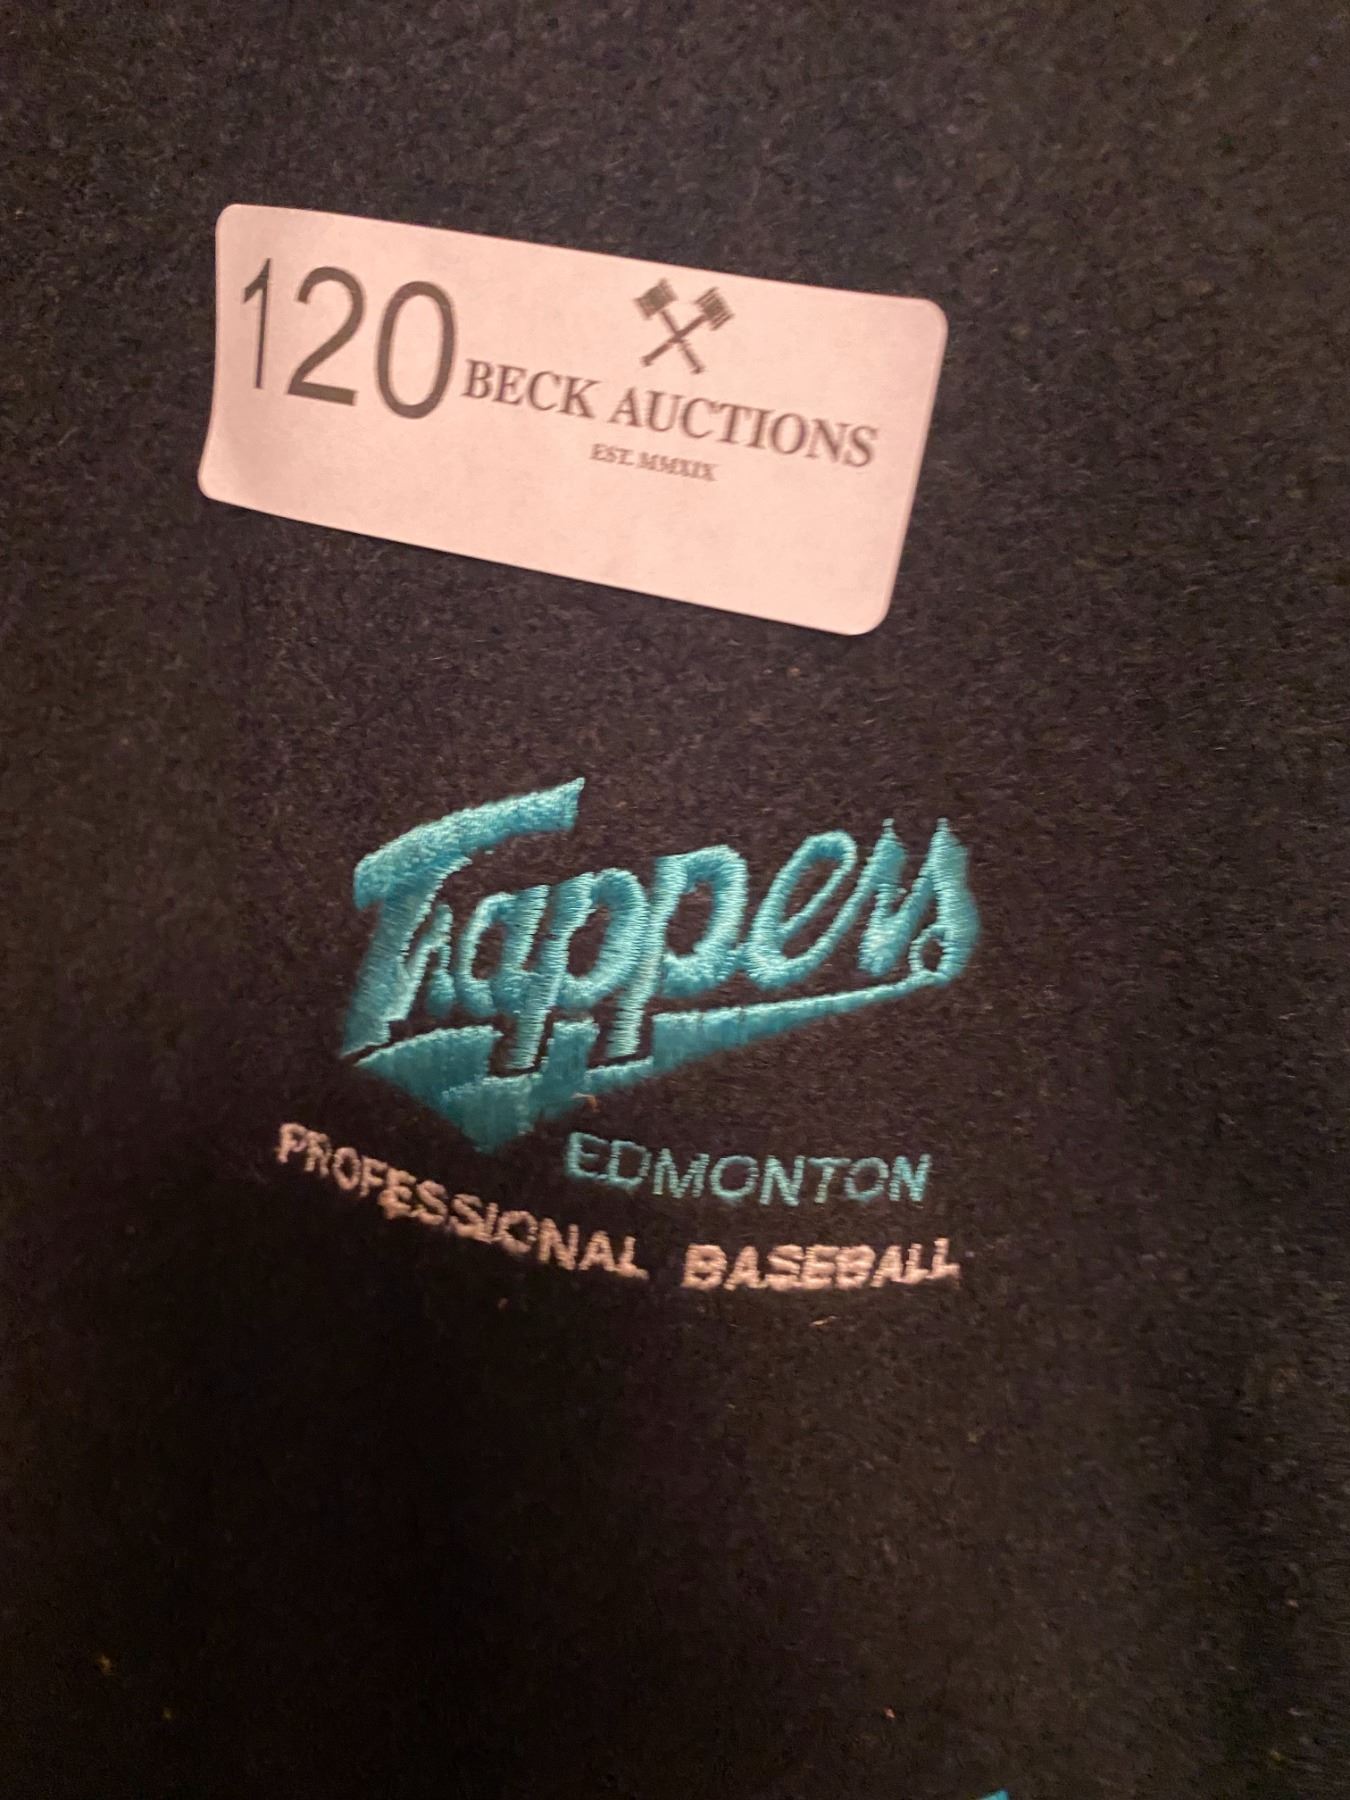 120 BECK AUCTIONS
EST. MMXIX
Trappers
EDMONTON
PROFESSIONAL BASEBALL